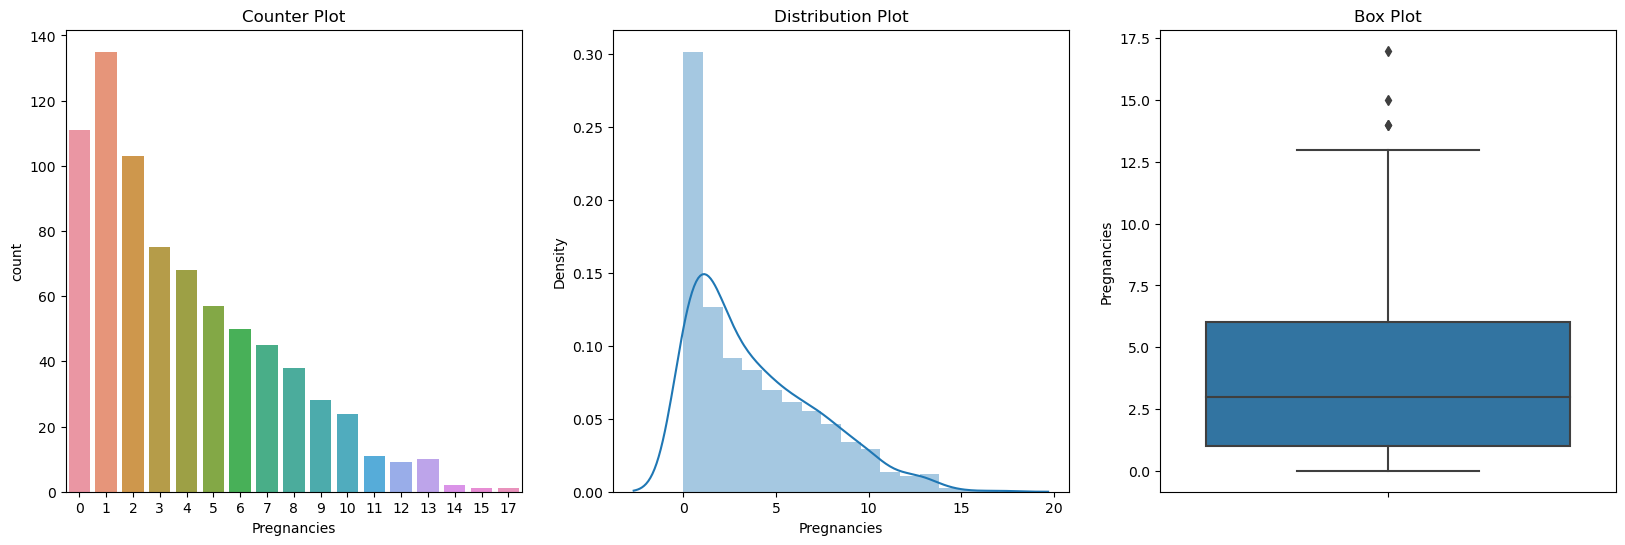 Counter Plot
140
120
100
80
60
40
20
0
count
0 1 2 3 4 5 6 7 8 9 10 11 12 13 14 15 17
Pregnancies
Distribution Plot
0.30
0.25
0.20
0.15
0.10
0.05
0.00
Density
0 5 10 15 20
Pregnancies
Box Plot
17.5
15.0
12.5
10.0
7.5
5.0
2.5
0.0
Pregnancies